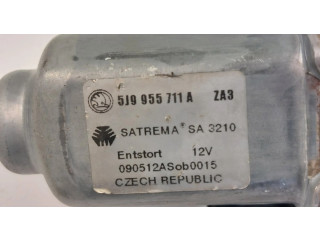 5J9 955 711 A ZA3
SATREMA SA 3210
Entstort 12V
090512ASob0015
CZECH REPUBLIC